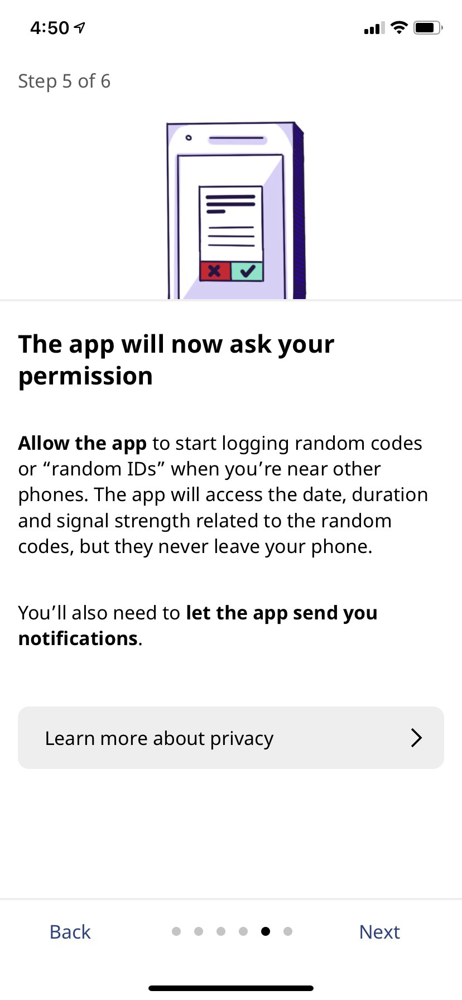 4:50
Step 5 of 6
The app will now ask your
permission
Allow the app to start logging random codes
or “random IDs” when you’re near other
phones. The app will access the date, duration
and signal strength related to the random
codes, but they never leave your phone.
You’ll also need to let the app send you
notifications.
Learn more about privacy
Back
Next